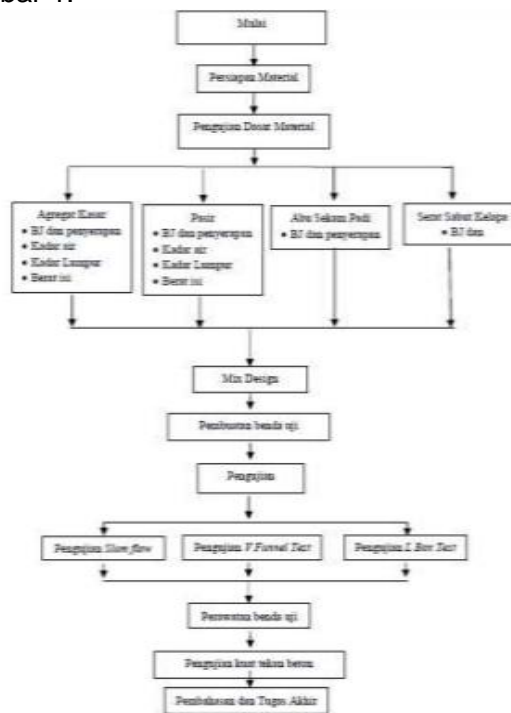 bar 1.
Mulai
Persiapan Material
Pengujian Dasar Material
Agregat Kasar
• BJ dan penyerapan
• Kadar air
• Kadar Lumpur
• Berat isi
Pasir
• BJ dan penyerapan
• Kadar air
• Kadar Lumpur
• Berat isi
Abu Sekam Padi
• BJ dan penyerapan
Serat Sabut Kelapa
• BJ dan
Mix Design
Pembuatan benda uji
Pengujian
Pengujian Slum flow
Pengujian V Funnel Test
Pengujian L Box Test
Perawatan benda uji
Pengujian kuat tekan beton
Pembahasan dan Tugas Akhir